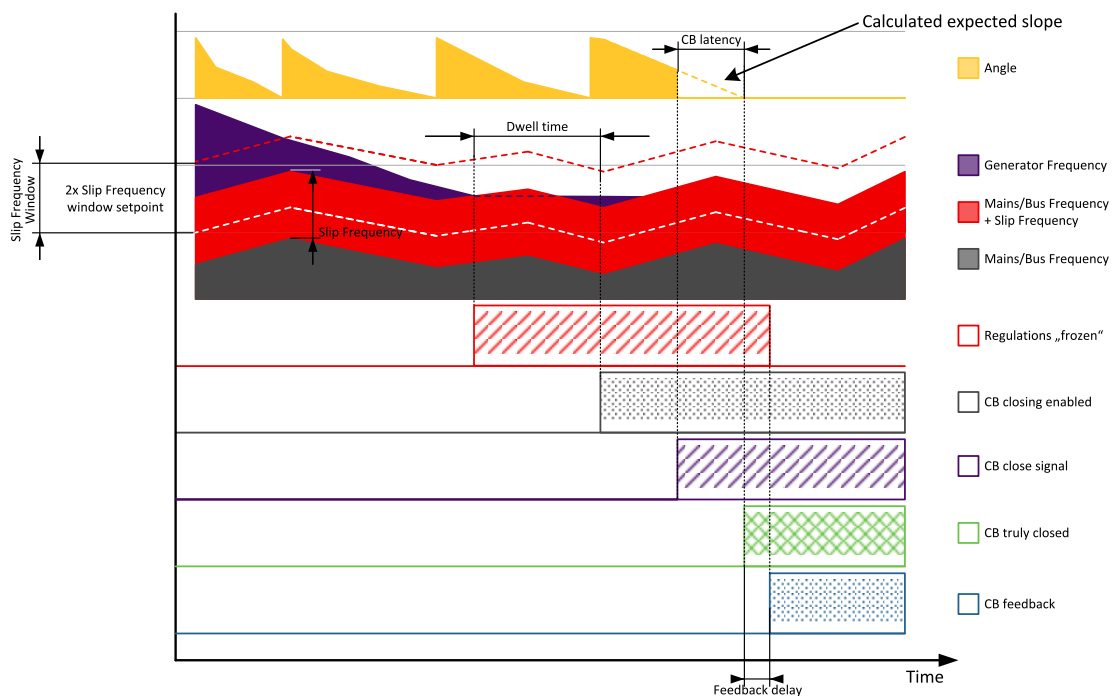 Calculated expected slope
CB latency
Angle
Dwell time
Slip Frequency
Window
2x Slip Frequency
window setpoint
Slip Frequency
Generator Frequency
Mains/Bus Frequency
+ Slip Frequency
Mains/Bus Frequency
Regulations „frozen“
CB closing enabled
CB close signal
CB truly closed
CB feedback
Time
Feedback delay